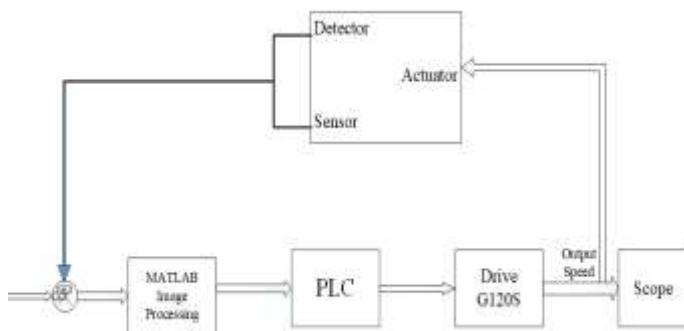 Detector
Actuator
Sensor
MATLAB
Image
Processing
PLC
Drive
G120S
Output
Speed
Scope